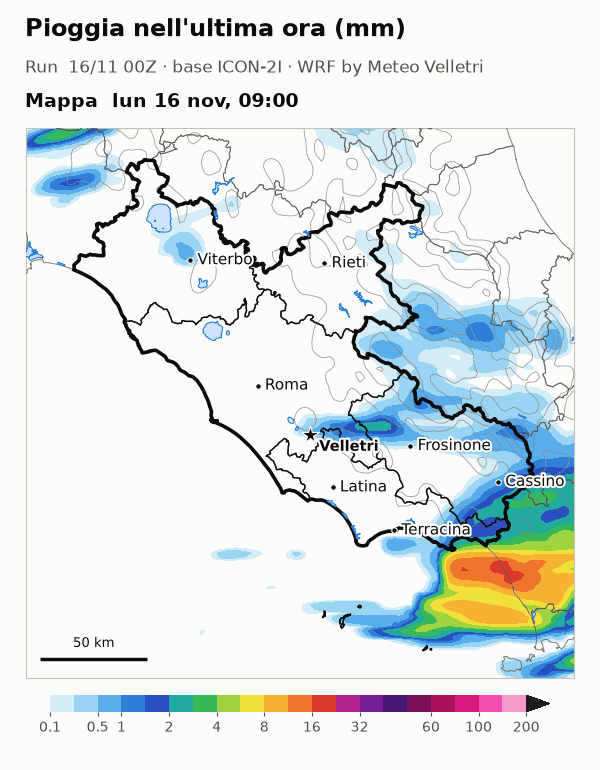 Pioggia nell'ultima ora (mm)
Run  16/11 00Z · base ICON-2I · WRF by Meteo Velletri
Mappa  lun 16 nov, 09:00
Viterbo
Rieti
Roma
Velletri
Frosinone
Cassino
Latina
Terracina
50 km
0.1 0.5 1 2 4 8 16 32 60 100 200